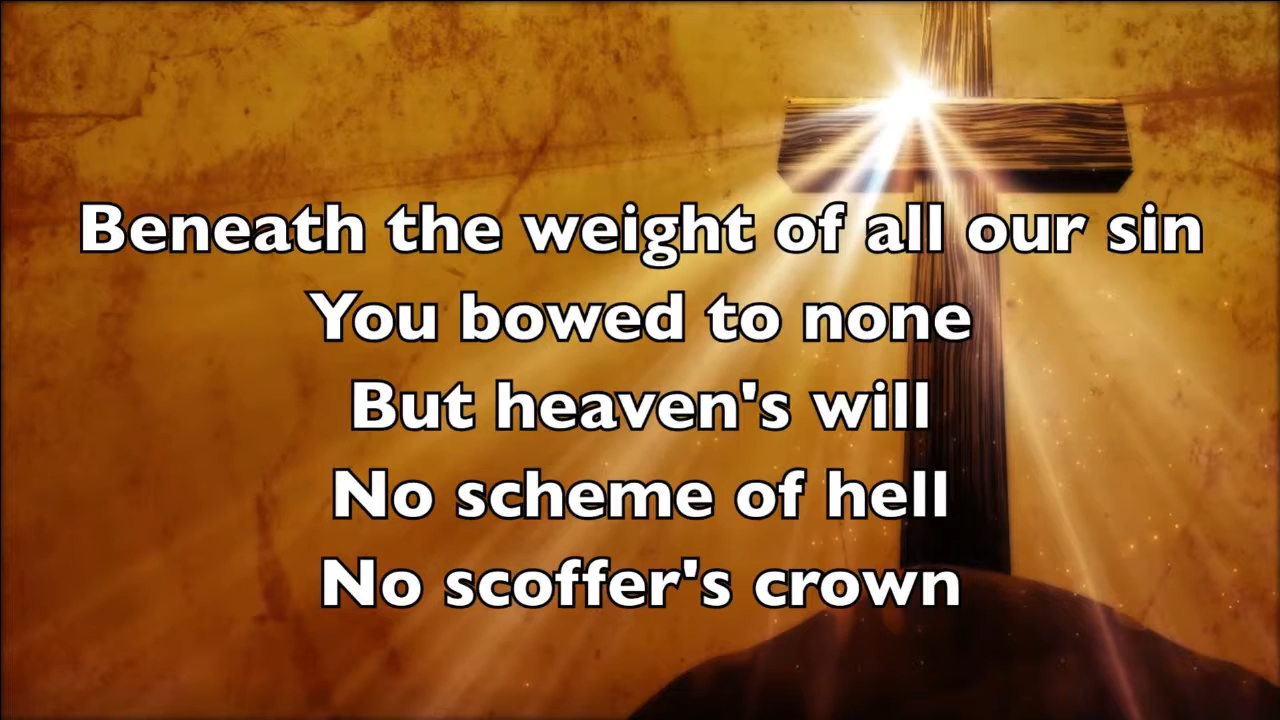 Beneath the weight of all our sin
You bowed to none
But heaven's will
No scheme of hell
No scoffer's crown